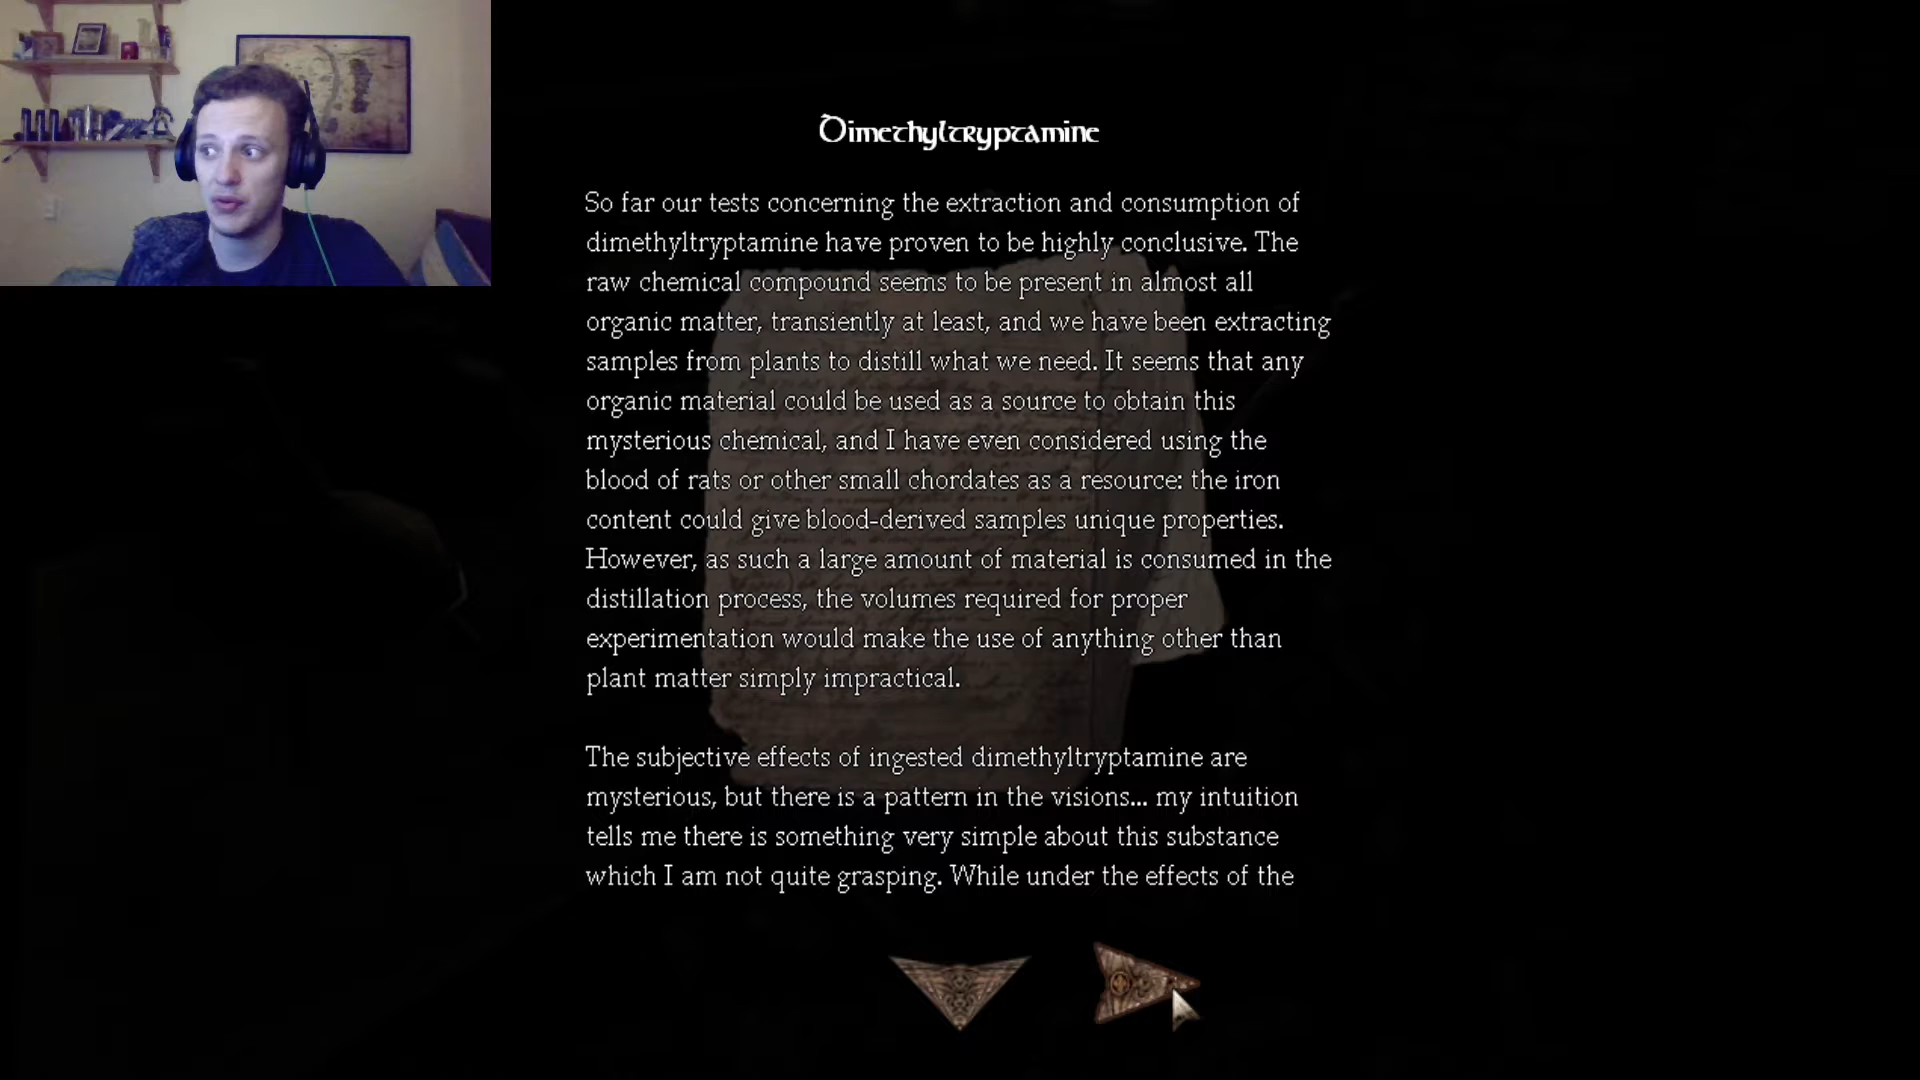 Dimethyltryptamine
So far our tests concerning the extraction and consumption of
dimethyltryptamine have proven to be highly conclusive. The
raw chemical compound seems to be present in almost all
organic matter, transiently at least, and we have been extracting
samples from plants to distill what we need. It seems that any
organic material could be used as a source to obtain this
mysterious chemical, and I have even considered using the
blood of rats or other small chordates as a resource: the iron
content could give blood-derived samples unique properties.
However, as such a large amount of material is consumed in the
distillation process, the volumes required for proper
experimentation would make the use of anything other than
plant matter simply impractical.
The subjective effects of ingested dimethyltryptamine are
mysterious, but there is a pattern in the visions... my intuition
tells me there is something very simple about this substance
which I am not quite grasping. While under the effects of the